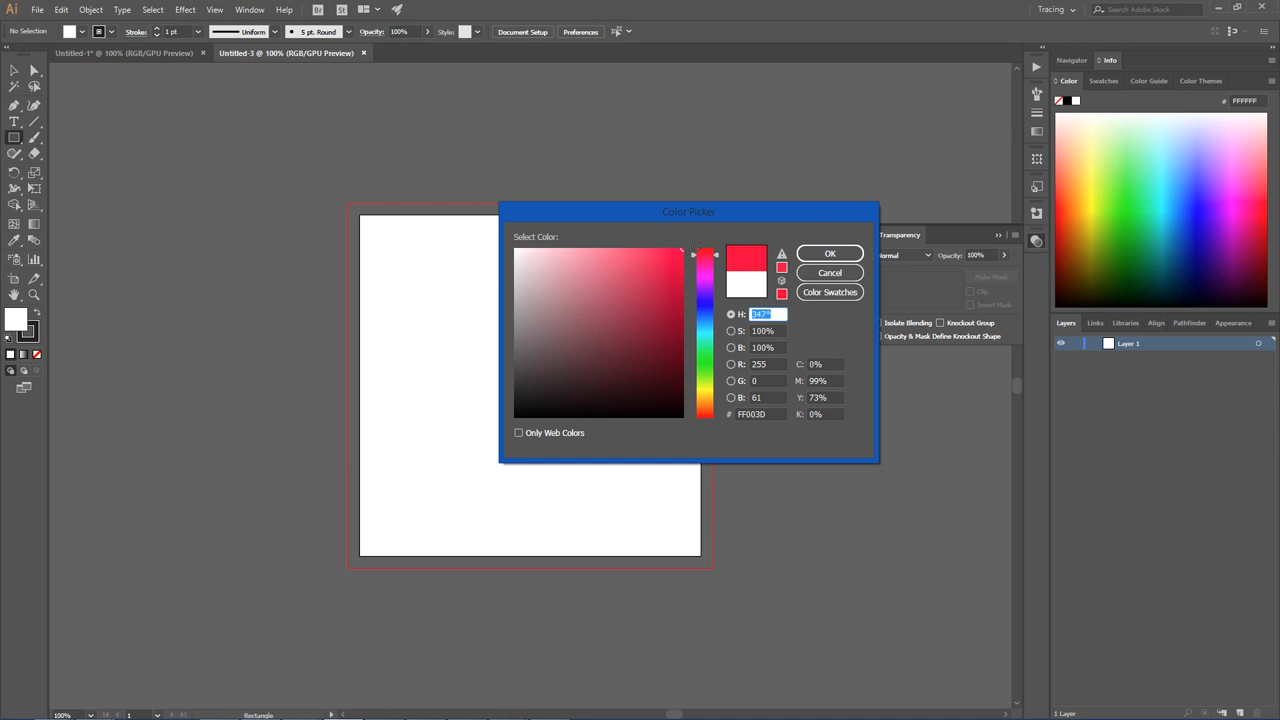 Ai File Edit Object Type Select Effect View Window Help Br St Tracing Search Adobe Stock
No Selection Stroke: 1 pt Uniform 5 pt. Round Opacity: 100% Style: Document Setup Preferences
Untitled-1* @ 100% (RGB/GPU Preview) × Untitled-3 @ 100% (RGB/GPU Preview) ×
Navigator Info
Color Swatches Color Guide Color Themes
# FFFFFF
Color Picker
Select Color:
OK
Cancel
Color Swatches
H: 347°
S: 100%
B: 100%
R: 255 C: 0%
G: 0 M: 99%
B: 61 Y: 73%
# FF003D K: 0%
Only Web Colors
Transparency
Normal Opacity: 100%
Make Mask
Clip
Invert Mask
Isolate Blending Knockout Group
Opacity & Mask Define Knockout Shape
Layers Links Libraries Align Pathfinder Appearance
Layer 1
100% 1 Rectangle
1 Layer